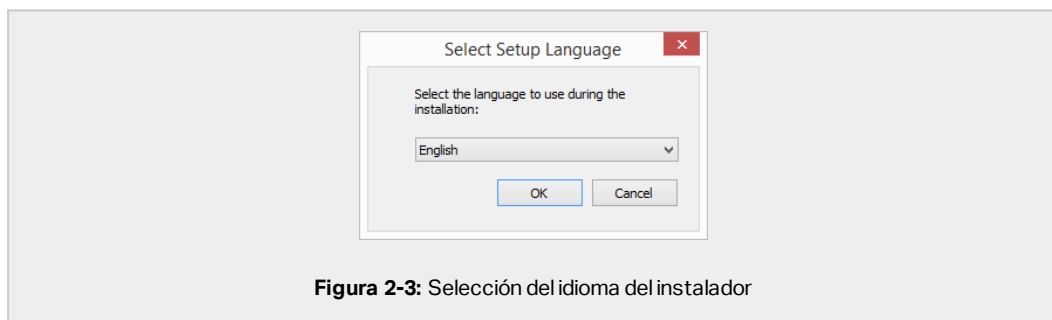 Select Setup Language
Select the language to use during the
installation:
English
OK
Cancel
Figura 2-3: Selección del idioma del instalador